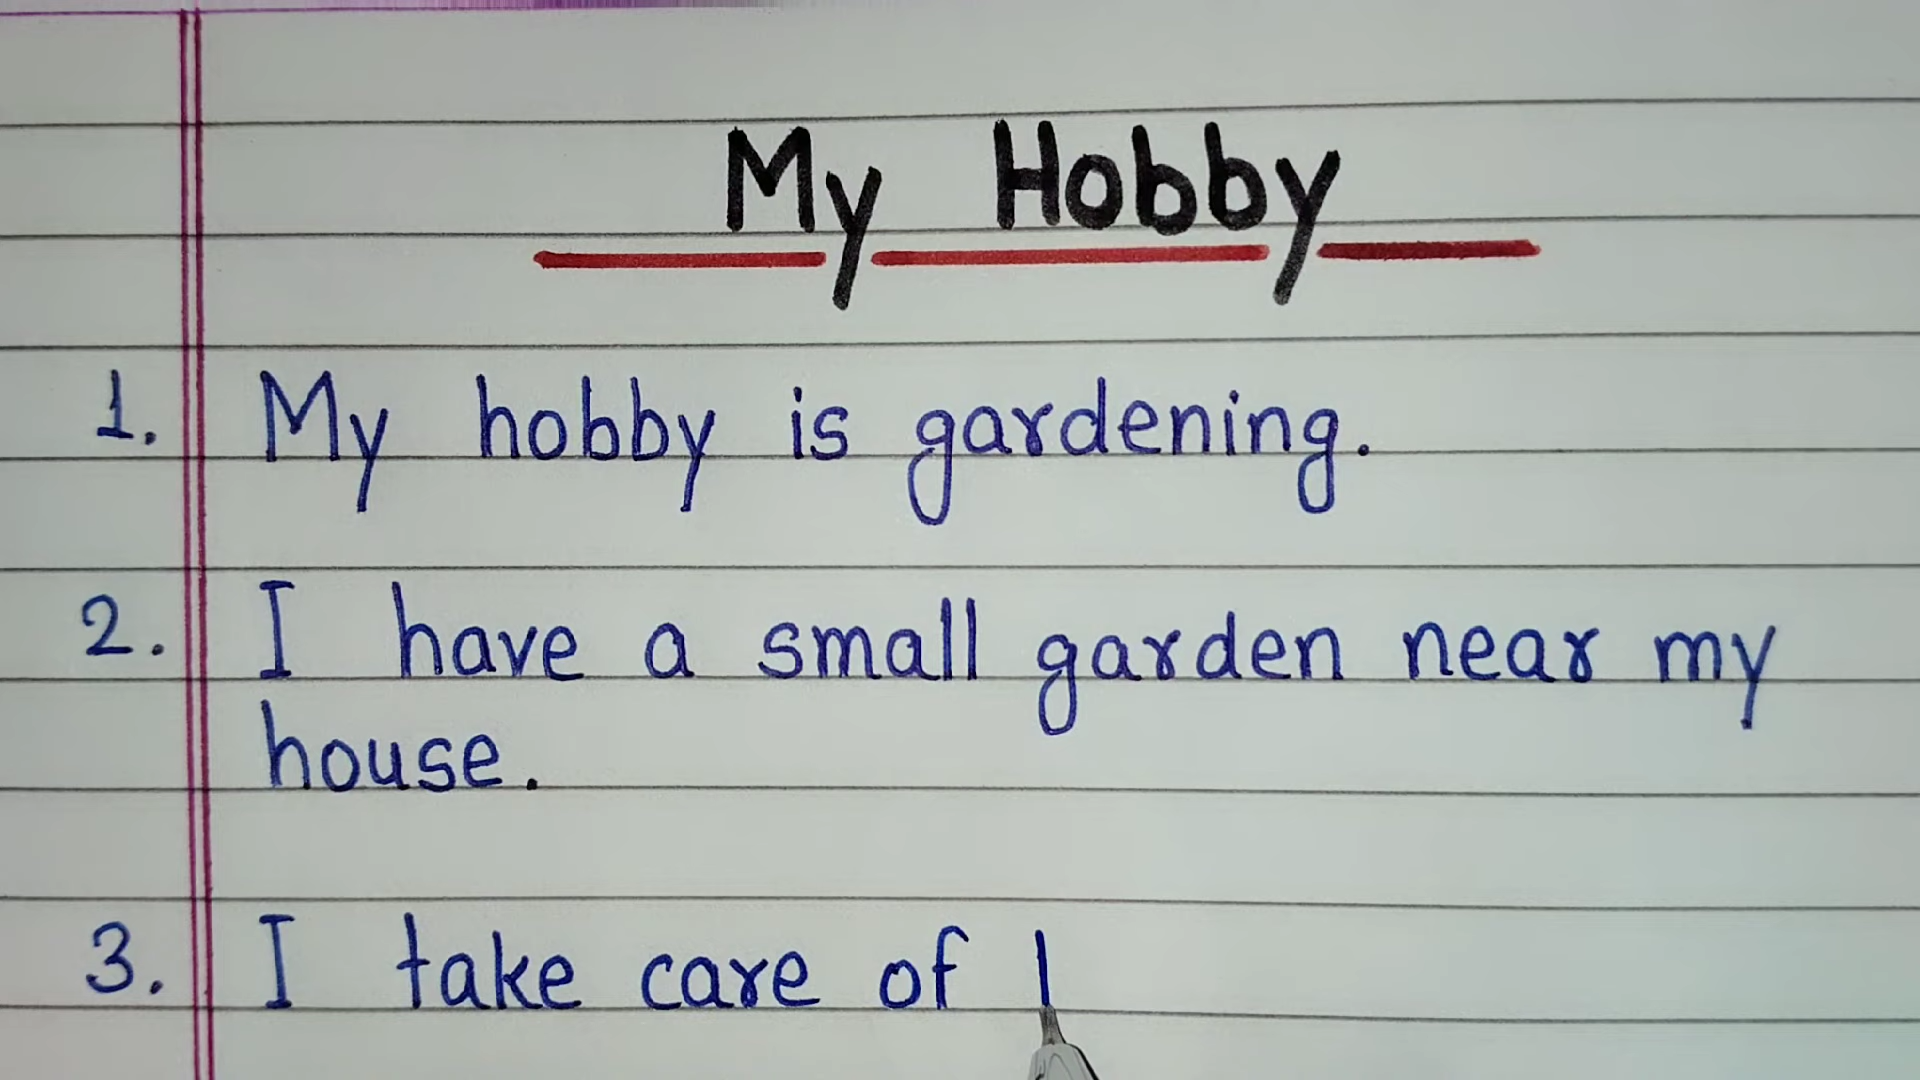 My Hobby
1. My hobby is gardening.
2. I have a small garden near my
house.
3. I take care of